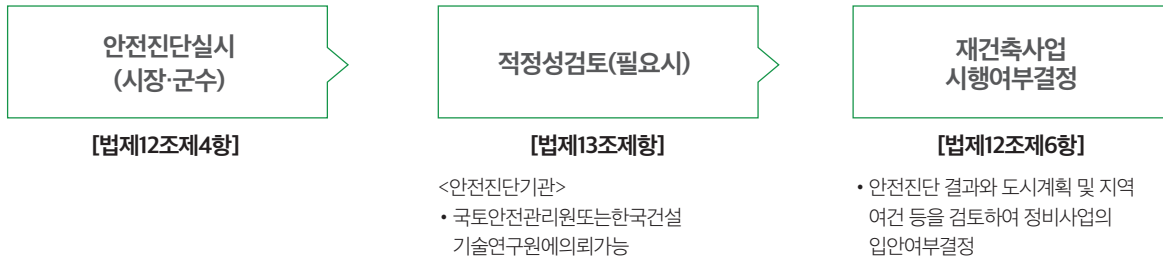 안전진단실시
(시장·군수)
[법제12조제4항]
적정성검토(필요시)
[법제13조제항]
<안전진단기관>
• 국토안전관리원또는한국건설
기술연구원에의뢰가능
재건축사업
시행여부결정
[법제12조제6항]
• 안전진단 결과와 도시계획 및 지역
여건 등을 검토하여 정비사업의
입안여부결정